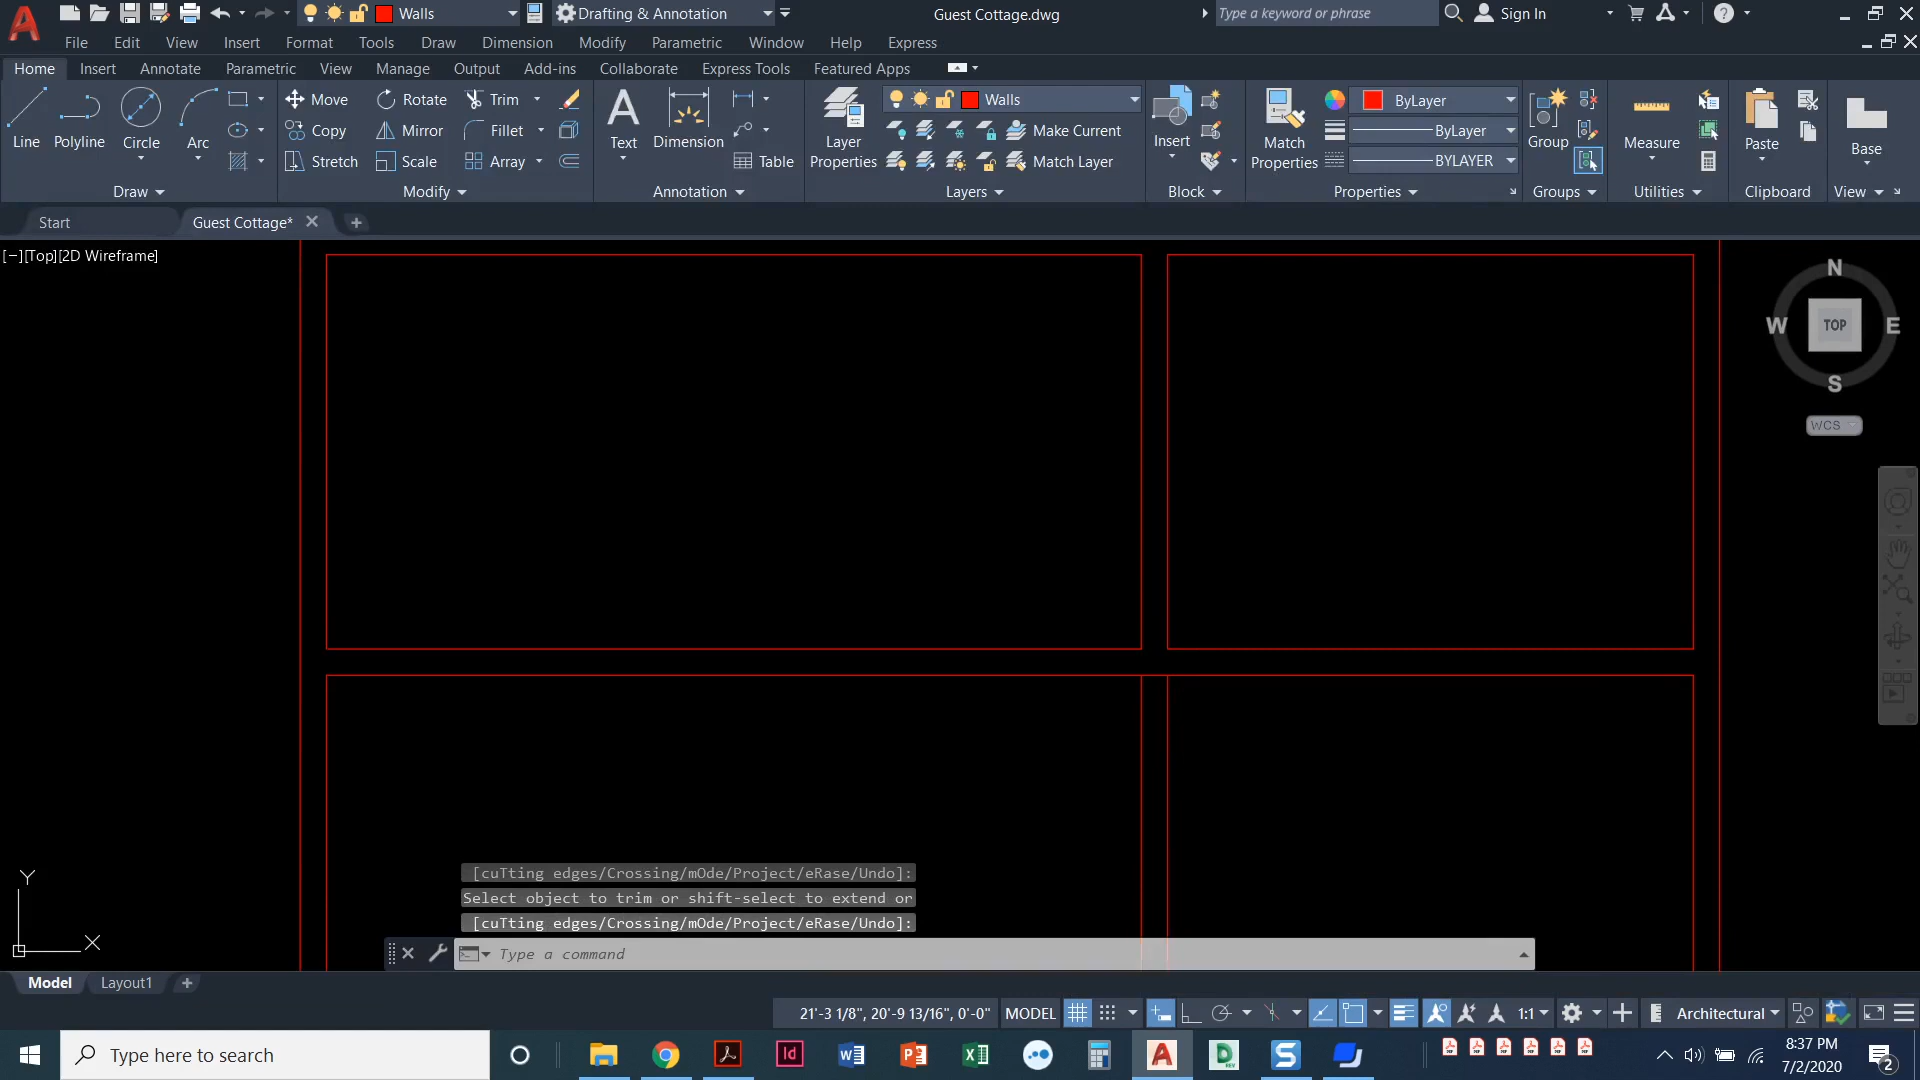 Walls
Drafting & Annotation
Guest Cottage.dwg
Type a keyword or phrase
Sign In
File Edit View Insert Format Tools Draw Dimension Modify Parametric Window Help Express
Home Insert Annotate Parametric View Manage Output Add-ins Collaborate Express Tools Featured Apps
Line Polyline Circle Arc
Move Rotate Trim
Copy Mirror Fillet
Stretch Scale Array
Text Dimension
Table
Layer Properties
Walls
Make Current
Match Layer
Insert
Match Properties
ByLayer
ByLayer
BYLAYER
Group
Measure
Paste
Base
Draw Modify Annotation Layers Block Properties Groups Utilities Clipboard View
Start Guest Cottage*
[−][Top][2D Wireframe]
N
W TOP E
S
WCS
Y
X
[cuTting edges/Crossing/mOde/Project/eRase/Undo]:
Select object to trim or shift-select to extend or
[cuTting edges/Crossing/mOde/Project/eRase/Undo]:
Type a command
Model Layout1
21'-3 1/8", 20'-9 13/16", 0'-0" MODEL 1:1 Architectural
Type here to search
8:37 PM
7/2/2020
2